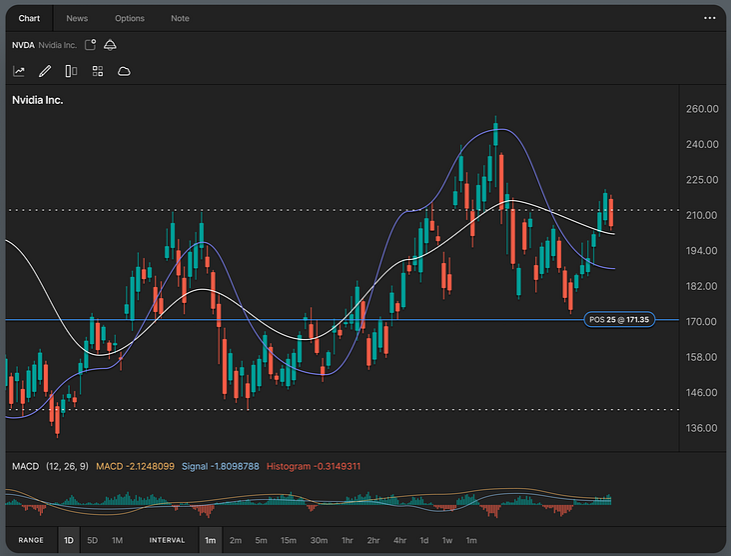 Chart News Options Note
NVDA Nvidia Inc.
Nvidia Inc.
260.00
240.00
225.00
210.00
194.00
182.00
170.00
POS 25 @ 171.35
158.00
146.00
136.00
MACD (12, 26, 9) MACD -2.1248099 Signal -1.8098788 Histogram -0.3149311
RANGE 1D 5D 1M INTERVAL 1m 2m 5m 15m 30m 1hr 2hr 4hr 1d 1w 1m